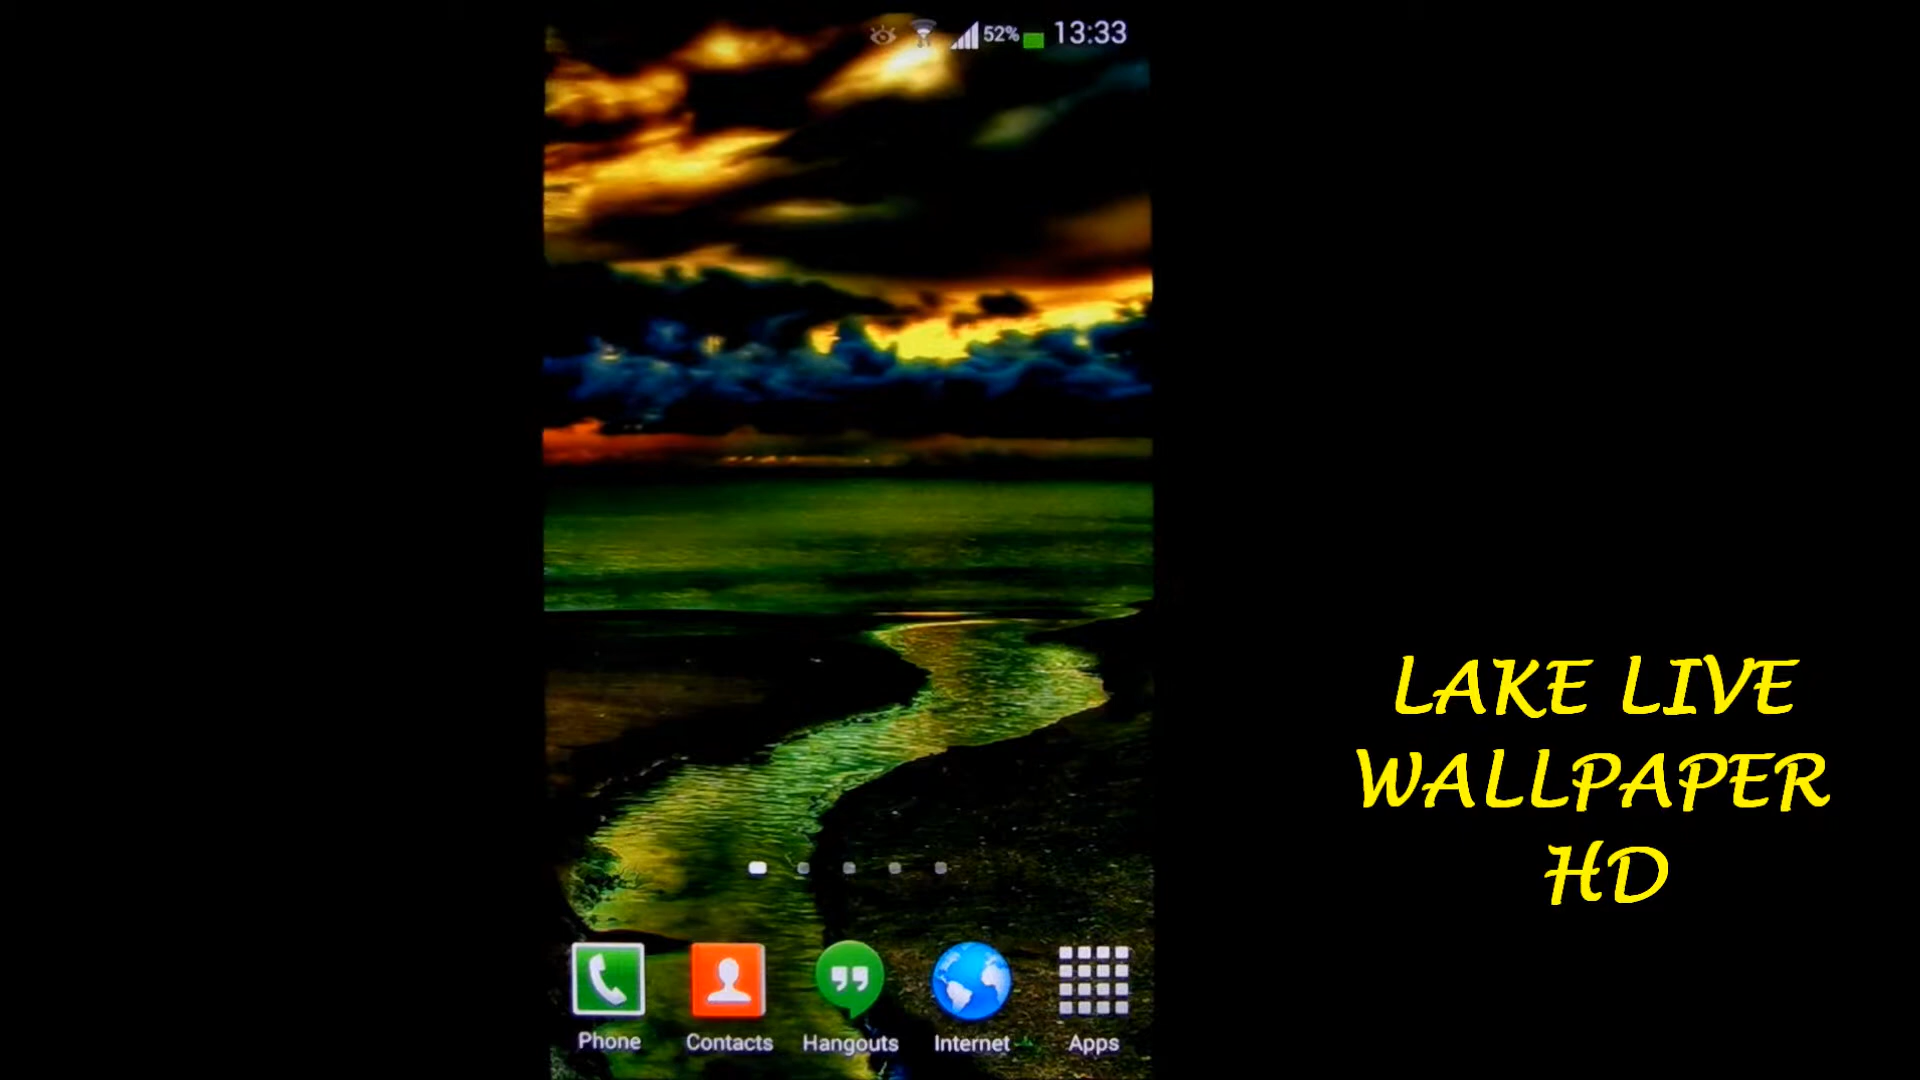 52% 13:33
LAKE LIVE
WALLPAPER
HD
Phone Contacts Hangouts Internet Apps